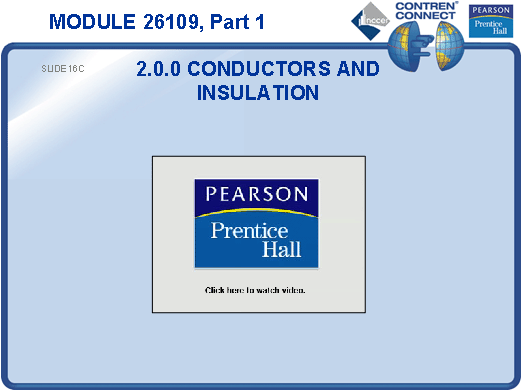 MODULE 26109, Part 1
nccer
CONTREN® CONNECT
PEARSON
Prentice
Hall
SLIDE 16C
2.0.0 CONDUCTORS AND
INSULATION
PEARSON
Prentice
Hall
Click here to watch video.